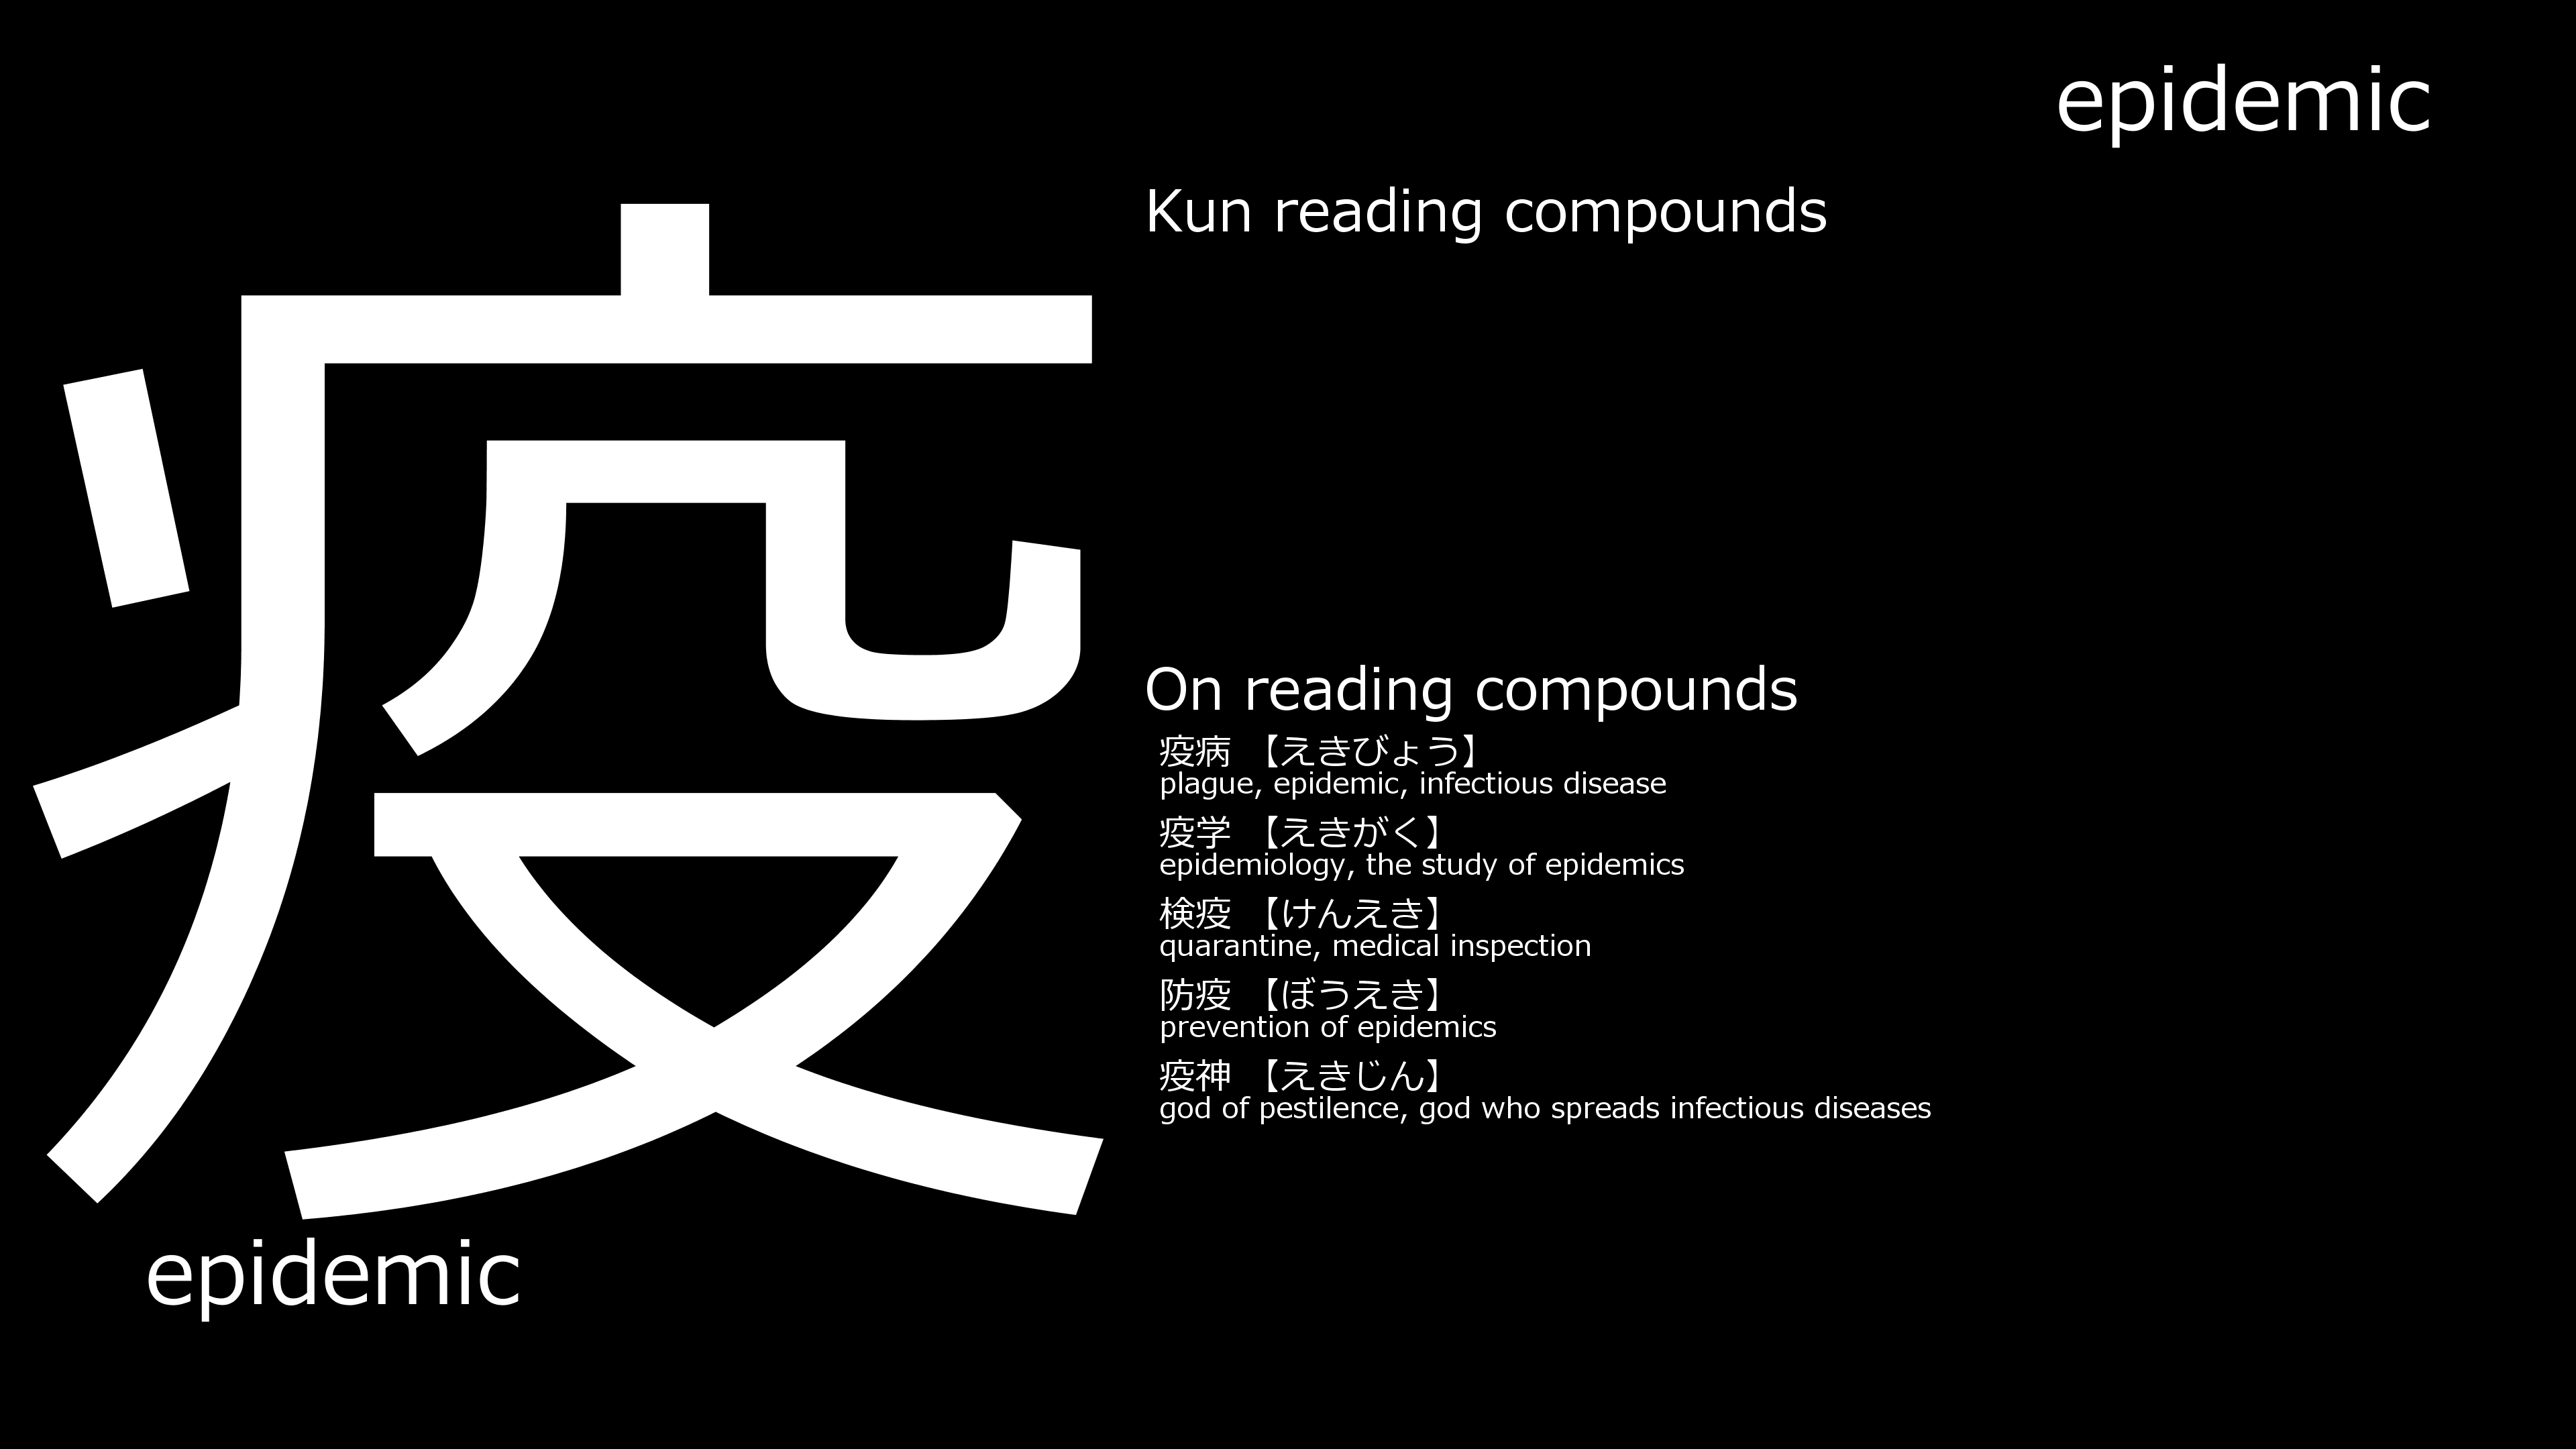 疫
epidemic
epidemic
Kun reading compounds
On reading compounds
疫病 【えきびょう】
plague, epidemic, infectious disease
疫学 【えきがく】
epidemiology, the study of epidemics
検疫 【けんえき】
quarantine, medical inspection
防疫 【ぼうえき】
prevention of epidemics
疫神 【えきじん】
god of pestilence, god who spreads infectious diseases